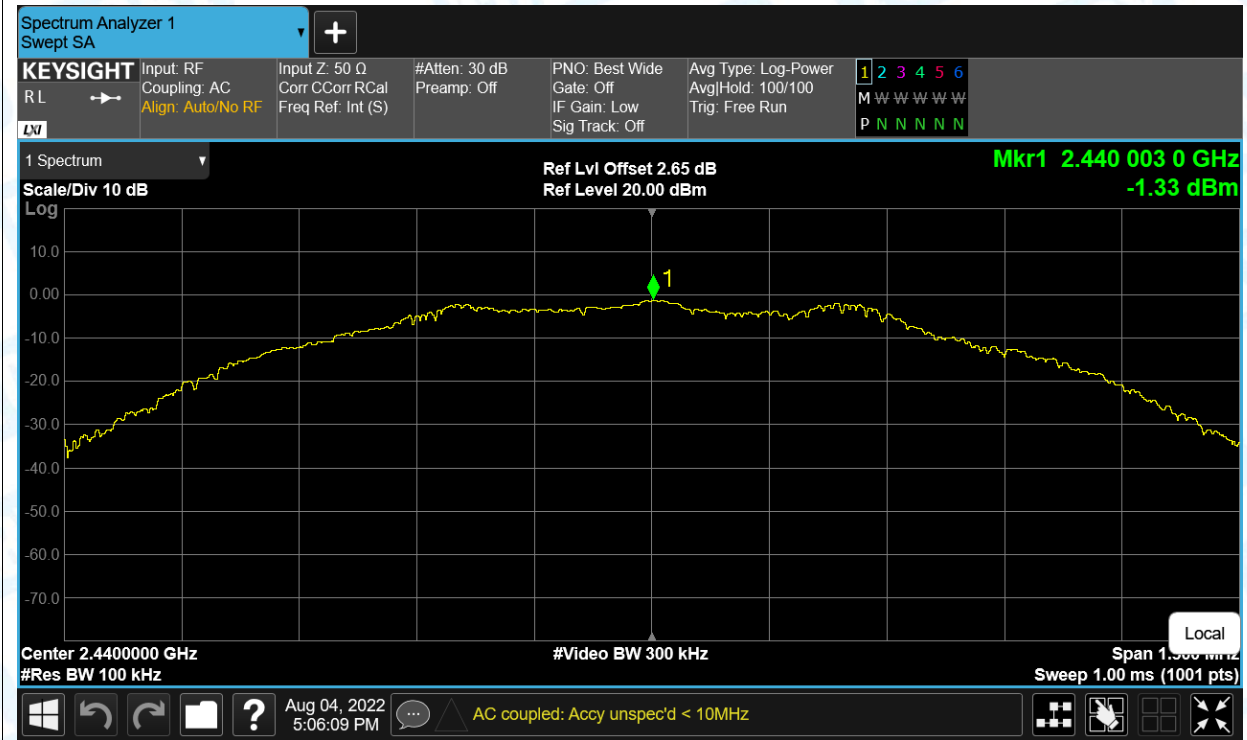 Spectrum Analyzer 1
Swept SA
KEYSIGHT
R L
LXI
Input: RF
Coupling: AC
Align: Auto/No RF
Input Z: 50 Ω
Corr CCorr RCal
Freq Ref: Int (S)
#Atten: 30 dB
Preamp: Off
PNO: Best Wide
Gate: Off
IF Gain: Low
Sig Track: Off
Avg Type: Log-Power
Avg|Hold: 100/100
Trig: Free Run
1 2 3 4 5 6
M W W W W W
P N N N N N
1 Spectrum
Scale/Div 10 dB
Log
Ref Lvl Offset 2.65 dB
Ref Level 20.00 dBm
Mkr1 2.440 003 0 GHz
-1.33 dBm
10.0
0.00
-10.0
-20.0
-30.0
-40.0
-50.0
-60.0
-70.0
1
Local
Center 2.4400000 GHz
#Res BW 100 kHz
#Video BW 300 kHz
Span
Sweep 1.00 ms (1001 pts)
?
Aug 04, 2022
5:06:09 PM
AC coupled: Accy unspec'd < 10MHz